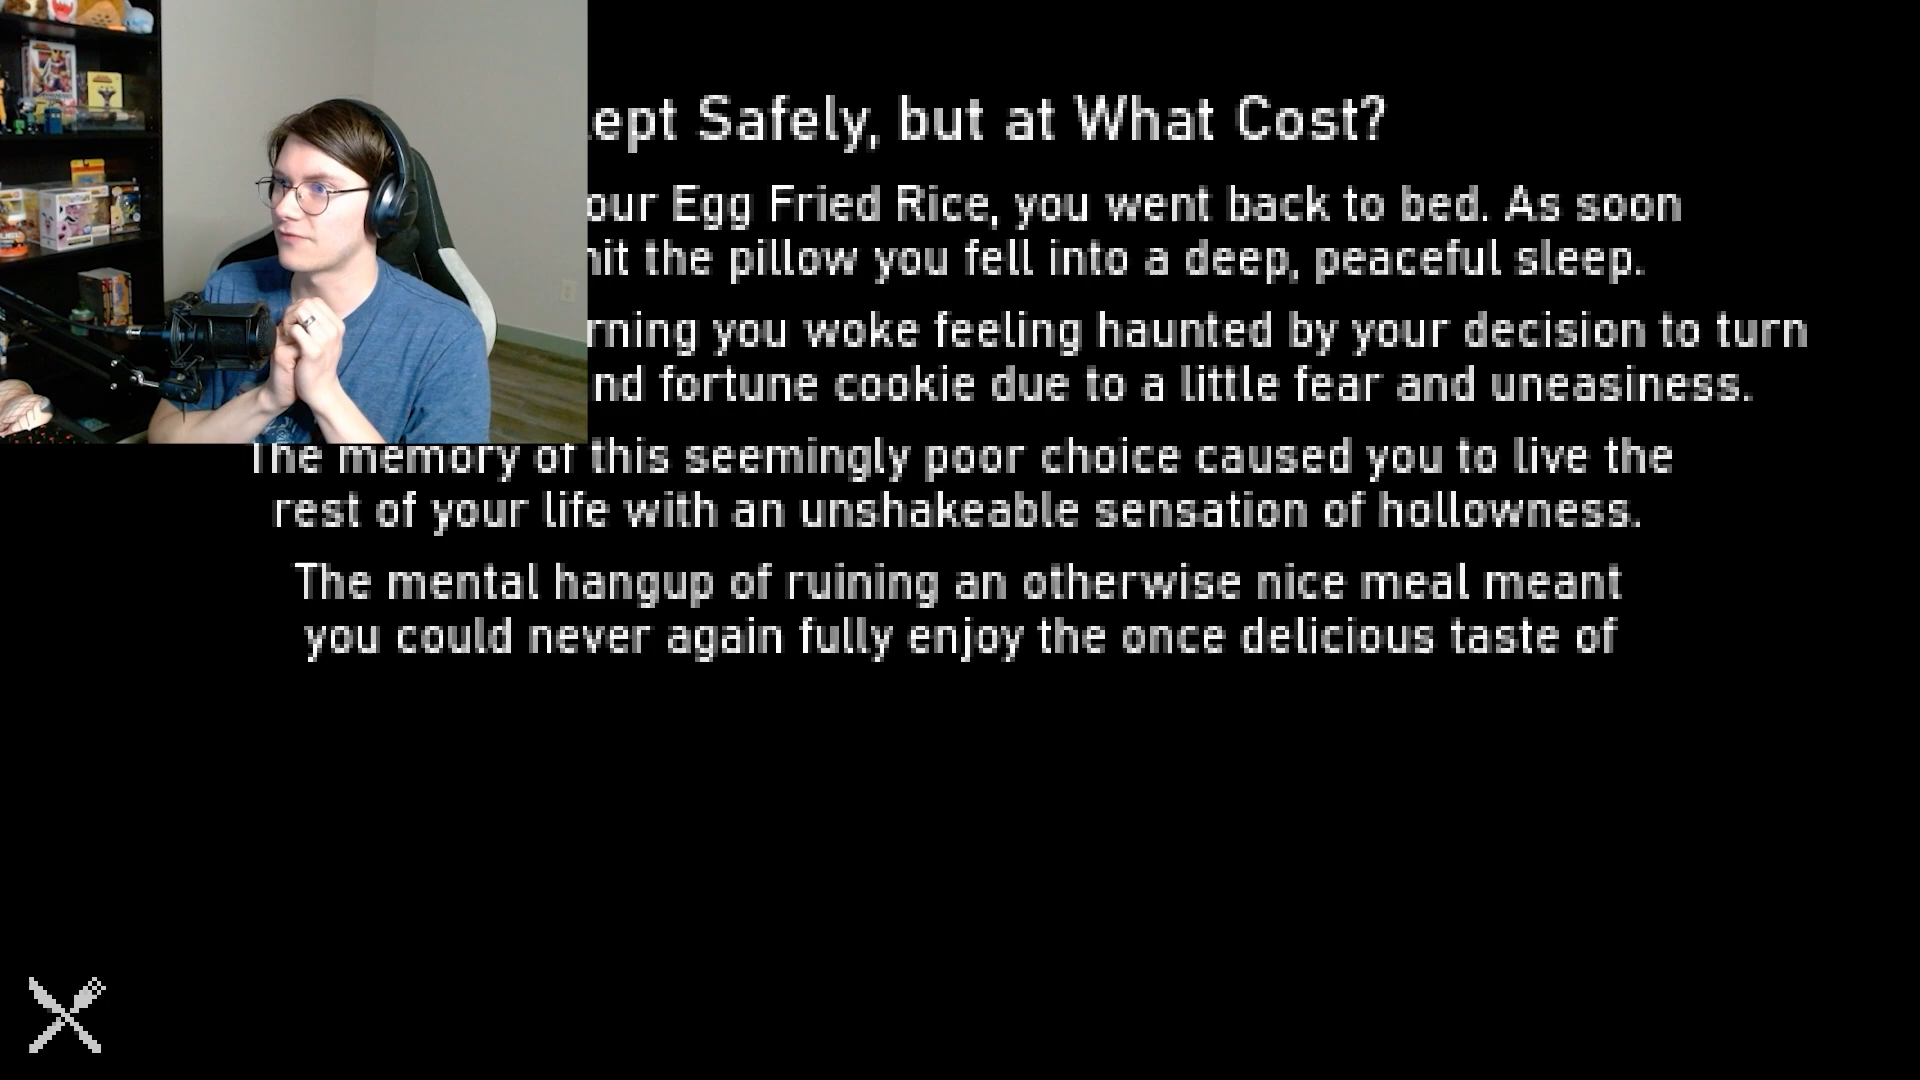 ept Safely, but at What Cost?
our Egg Fried Rice, you went back to bed. As soon
hit the pillow you fell into a deep, peaceful sleep.
rning you woke feeling haunted by your decision to turn
nd fortune cookie due to a little fear and uneasiness.
The memory of this seemingly poor choice caused you to live the
rest of your life with an unshakeable sensation of hollowness.
The mental hangup of ruining an otherwise nice meal meant
you could never again fully enjoy the once delicious taste of